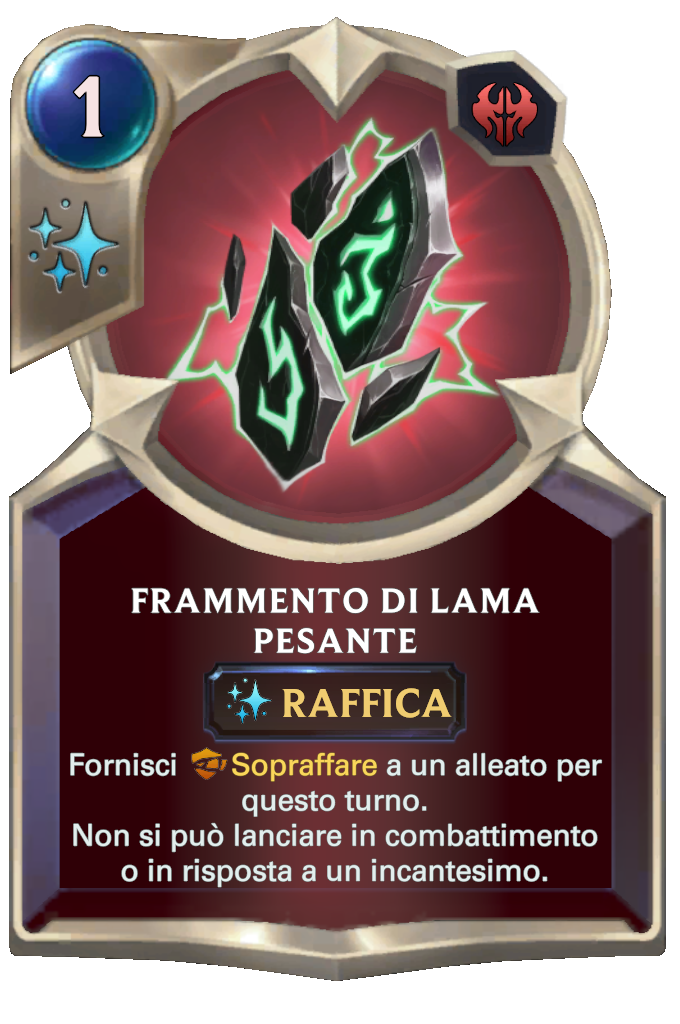 1
FRAMMENTO DI LAMA
PESANTE
RAFFICA
Fornisci Sopraffare a un alleato per
questo turno.
Non si può lanciare in combattimento
o in risposta a un incantesimo.